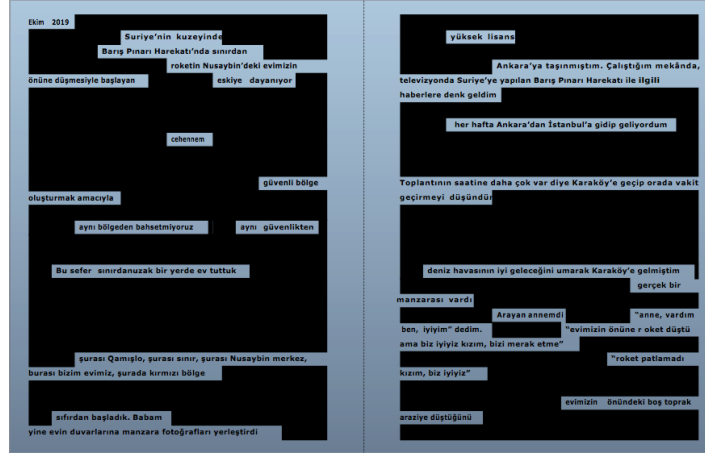 Ekim 2019
Suriye’nin kuzeyinde
Barış Pınarı Harekatı’nda sınırdan
roketin Nusaybin’deki evimizin
önüne düşmesiyle başlayan eskiye dayanıyor
cehennem
güvenli bölge
oluşturmak amacıyla
aynı bölgeden bahsetmiyoruz aynı güvenlikten
Bu sefer sınırdanuzak bir yerde ev tuttuk
şurası Qamışlo, şurası sınır, şurası Nusaybin merkez,
burası bizim evimiz, şurada kırmızı bölge
sıfırdan başladık. Babam
yine evin duvarlarına manzara fotoğrafları yerleştirdi
yüksek lisans
Ankara’ya taşınmıştım. Çalıştığım mekânda,
televizyonda Suriye’ye yapılan Barış Pınarı Harekatı ile ilgili
haberlere denk geldim
her hafta Ankara’dan İstanbul’a gidip geliyordum
Toplantının saatine daha çok var diye Karaköy’e geçip orada vakit
geçirmeyi düşündür
deniz havasının iyi geleceğini umarak Karaköy’e gelmiştim
gerçek bir
manzarası vardı
Arayan annemdi “anne, vardım
ben, iyiyim” dedim. “evimizin önüne r oket düştü
ama biz iyiyiz kızım, bizi merak etme”
“roket patlamadı
kızım, biz iyiyiz”
evimizin önündeki boş toprak
araziye düştüğünü